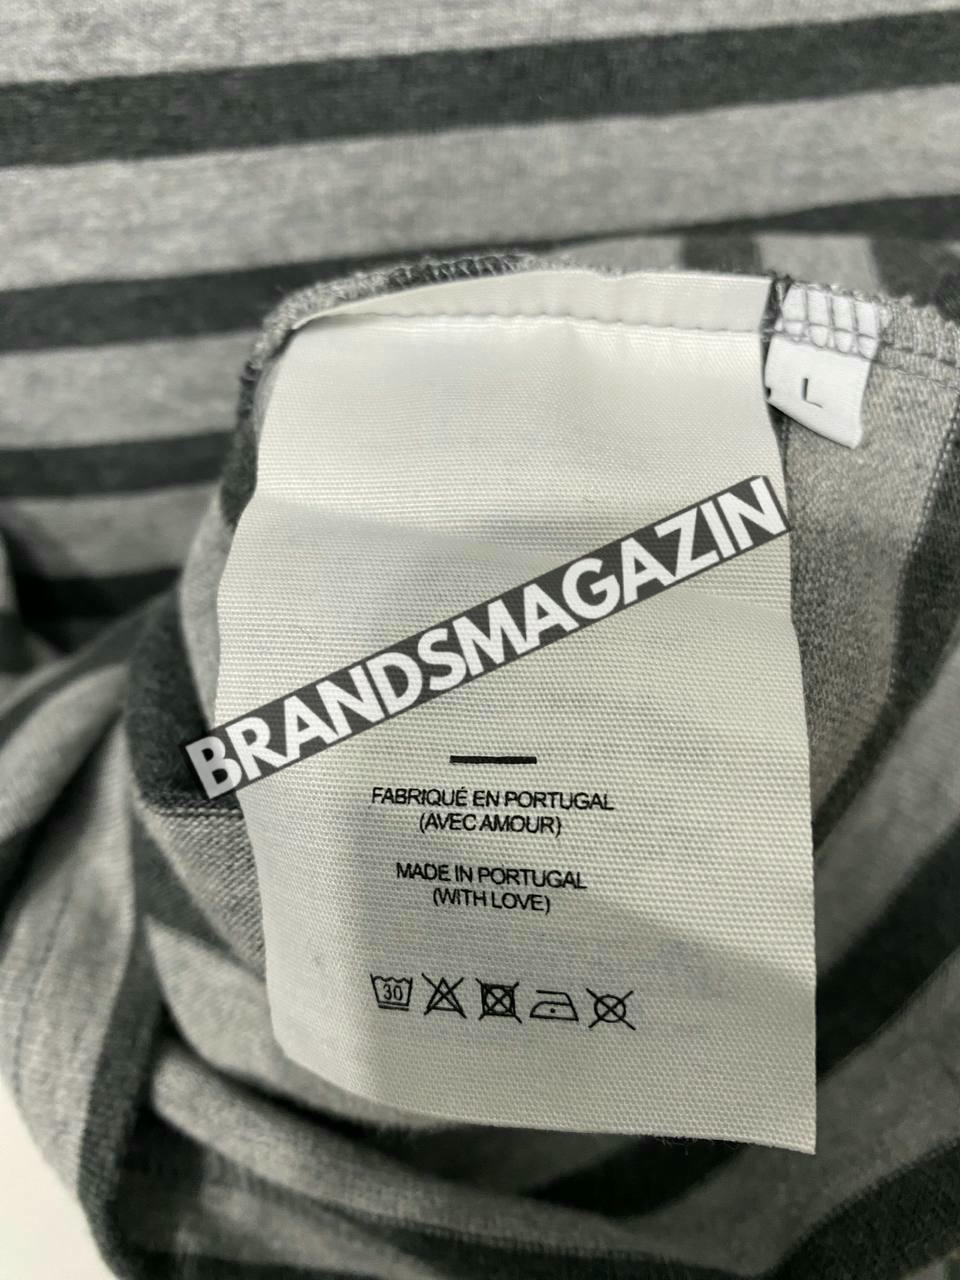 L
BRANDSMAGAZIN
FABRIQUÉ EN PORTUGAL
(AVEC AMOUR)
MADE IN PORTUGAL
(WITH LOVE)
30